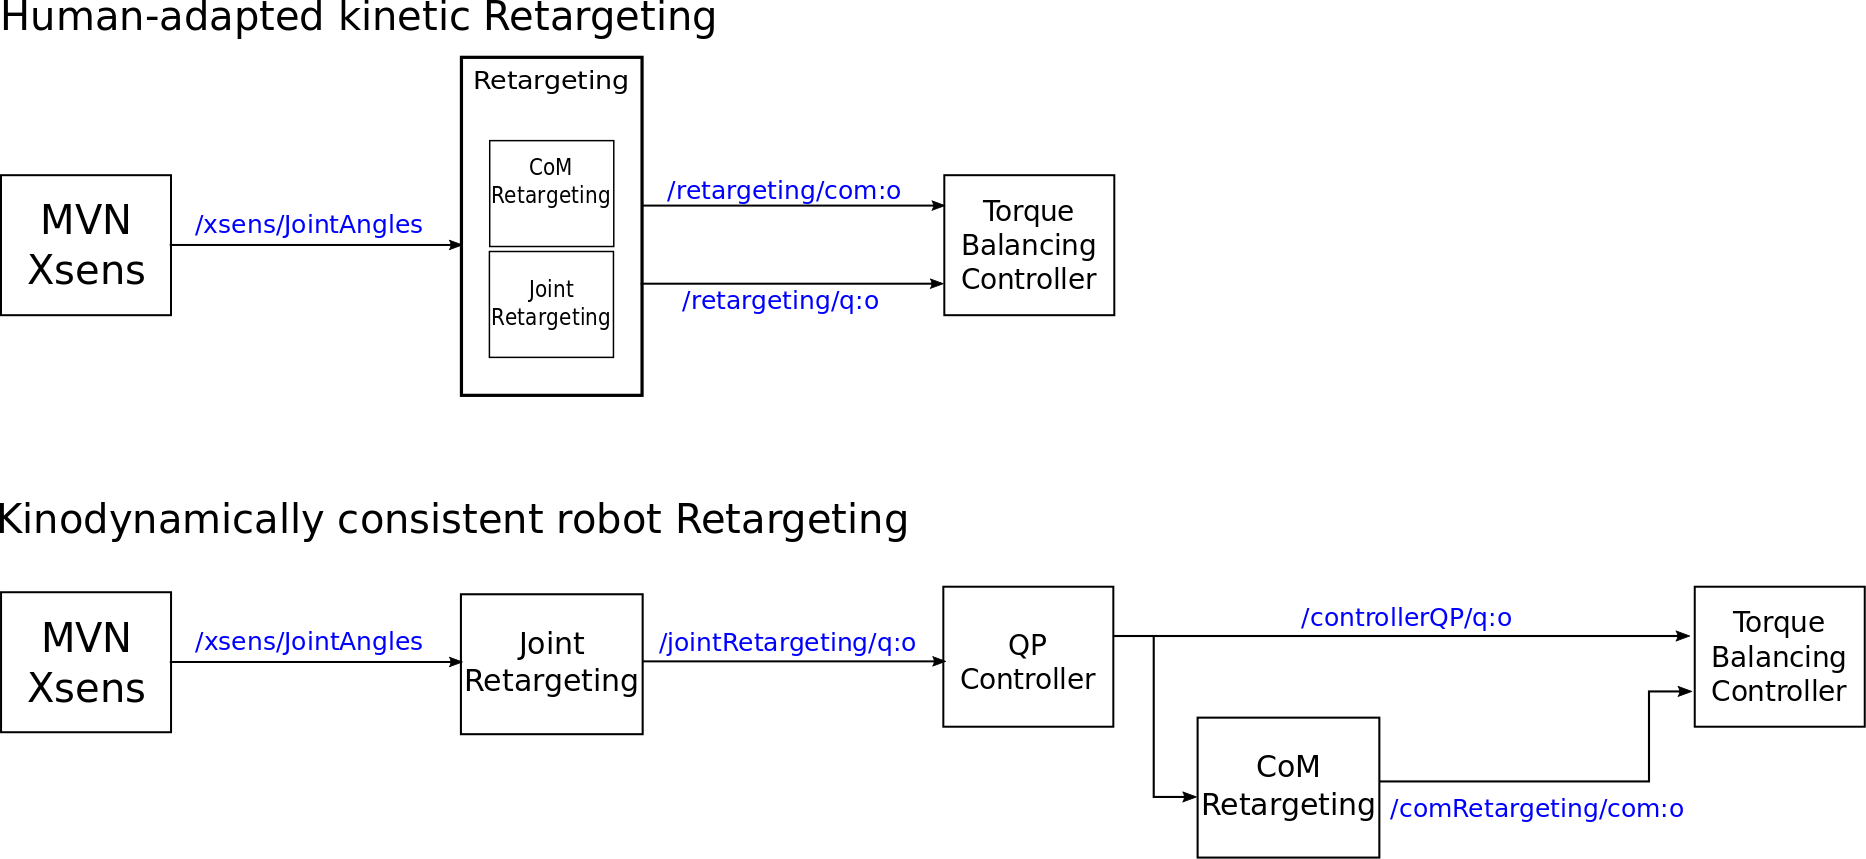 Human-adapted kinetic Retargeting
Retargeting
CoM
Retargeting
Joint
Retargeting
MVN
Xsens
/xsens/JointAngles
/retargeting/com:o
/retargeting/q:o
Torque
Balancing
Controller
Kinodynamically consistent robot Retargeting
MVN
Xsens
/xsens/JointAngles
Joint
Retargeting
/jointRetargeting/q:o
QP
Controller
/controllerQP/q:o
CoM
Retargeting
/comRetargeting/com:o
Torque
Balancing
Controller